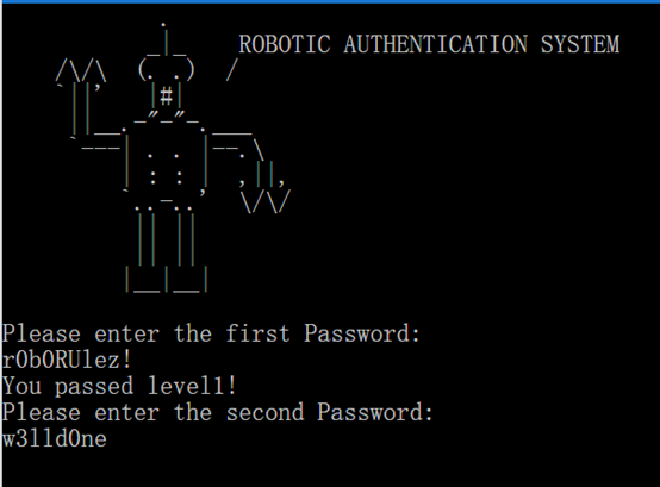 ROBOTIC AUTHENTICATION SYSTEM
Please enter the first Password:
r0b0RUlez!
You passed level1!
Please enter the second Password:
w3lld0ne